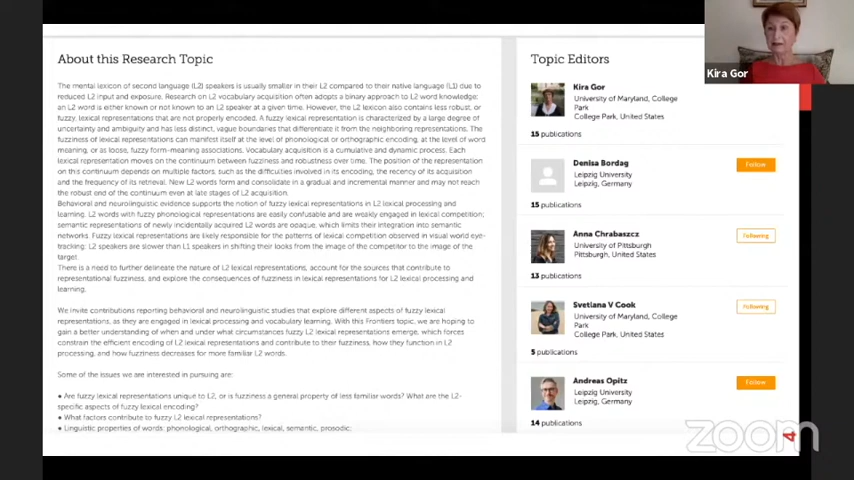 About this Research Topic
The mental lexicon of second language (L2) speakers is usually smaller in their L2 compared to their native language (L1) due to
reduced L2 input and exposure. Research on L2 vocabulary acquisition often adopts a binary approach to L2 word knowledge:
an L2 word is either known or not known to an L2 speaker at a given time. However, the L2 lexicon also contains less robust, or
fuzzy, lexical representations that are not properly encoded. A fuzzy lexical representation is characterized by a large degree of
uncertainty and ambiguity and has less distinct, vague boundaries that differentiate it from the neighboring representations. The
fuzziness of lexical representations can manifest itself at the level of phonological or orthographic encoding, at the level of word
meaning, or as loose, fuzzy form-meaning associations. Vocabulary acquisition is a cumulative and dynamic process. Each
lexical representation moves on the continuum between fuzziness and robustness over time. The position of the representation
on this continuum depends on multiple factors, such as the difficulties involved in its encoding, the recency of its acquisition
and the frequency of its retrieval. New L2 words form and consolidate in a gradual and incremental manner and may not reach
the robust end of the continuum even at late stages of L2 acquisition.
Behavioral and neurolinguistic evidence supports the notion of fuzzy lexical representations in L2 lexical processing and
learning. L2 words with fuzzy phonological representations are easily confusable and are weakly engaged in lexical competition;
semantic representations of newly incidentally acquired L2 words are opaque, which limits their integration into semantic
networks. Fuzzy lexical representations are likely responsible for the patterns of lexical competition observed in visual world eye-
tracking: L2 speakers are slower than L1 speakers in shifting their looks from the image of the competitor to the image of the
target.
There is a need to further delineate the nature of L2 lexical representations, account for the sources that contribute to
representational fuzziness, and explore the consequences of fuzziness in lexical representations for L2 lexical processing and
learning.
We invite contributions reporting behavioral and neurolinguistic studies that explore different aspects of fuzzy lexical
representations, as they are engaged in lexical processing and vocabulary learning. With this Frontiers topic, we are hoping to
gain a better understanding of when and under what circumstances fuzzy L2 lexical representations emerge, which forces
constrain the efficient encoding of L2 lexical representations and contribute to their fuzziness, how they function in L2
processing, and how fuzziness decreases for more familiar L2 words.
Some of the issues we are interested in pursuing are:
● Are fuzzy lexical representations unique to L2, or is fuzziness a general property of less familiar words? What are the L2-
specific aspects of fuzzy lexical encoding?
● What factors contribute to fuzzy L2 lexical representations?
● Linguistic properties of words: phonological, orthographic, lexical, semantic, prosodic;
Topic Editors
Kira Gor
University of Maryland, College
Park
College Park, United States
15 publications
Denisa Bordag
Leipzig University
Leipzig, Germany
Follow
15 publications
Anna Chrabaszcz
University of Pittsburgh
Pittsburgh, United States
Following
13 publications
Svetlana V Cook
University of Maryland, College
Park
College Park, United States
Following
5 publications
Andreas Opitz
Leipzig University
Leipzig, Germany
Follow
14 publications
Kira Gor
zoom
4